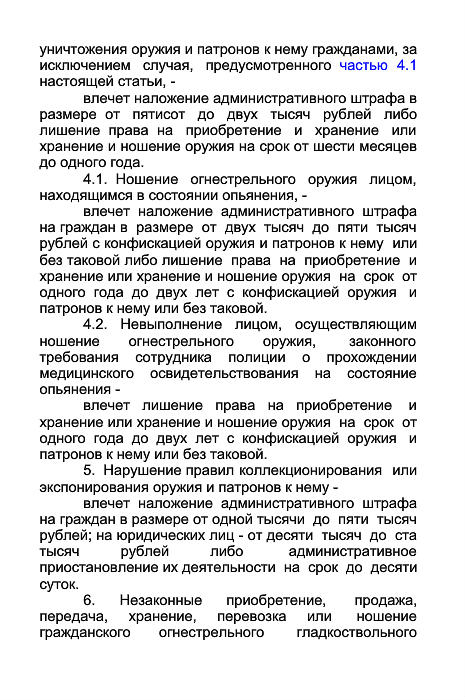 уничтожения оружия и патронов к нему гражданами, за
исключением случая, предусмотренного частью 4.1
настоящей статьи, -
влечет наложение административного штрафа в
размере от пятисот до двух тысяч рублей либо
лишение права на приобретение и хранение или
хранение и ношение оружия на срок от шести месяцев
до одного года.
4.1. Ношение огнестрельного оружия лицом,
находящимся в состоянии опьянения, -
влечет наложение административного штрафа
на граждан в размере от двух тысяч до пяти тысяч
рублей с конфискацией оружия и патронов к нему или
без таковой либо лишение права на приобретение и
хранение или хранение и ношение оружия на срок от
одного года до двух лет с конфискацией оружия и
патронов к нему или без таковой.
4.2. Невыполнение лицом, осуществляющим
ношение огнестрельного оружия, законного
требования сотрудника полиции о прохождении
медицинского освидетельствования на состояние
опьянения -
влечет лишение права на приобретение и
хранение или хранение и ношение оружия на срок от
одного года до двух лет с конфискацией оружия и
патронов к нему или без таковой.
5. Нарушение правил коллекционирования или
экспонирования оружия и патронов к нему -
влечет наложение административного штрафа
на граждан в размере от одной тысячи до пяти тысяч
рублей; на юридических лиц - от десяти тысяч до ста
тысяч рублей либо административное
приостановление их деятельности на срок до десяти
суток.
6. Незаконные приобретение, продажа,
передача, хранение, перевозка или ношение
гражданского огнестрельного гладкоствольного